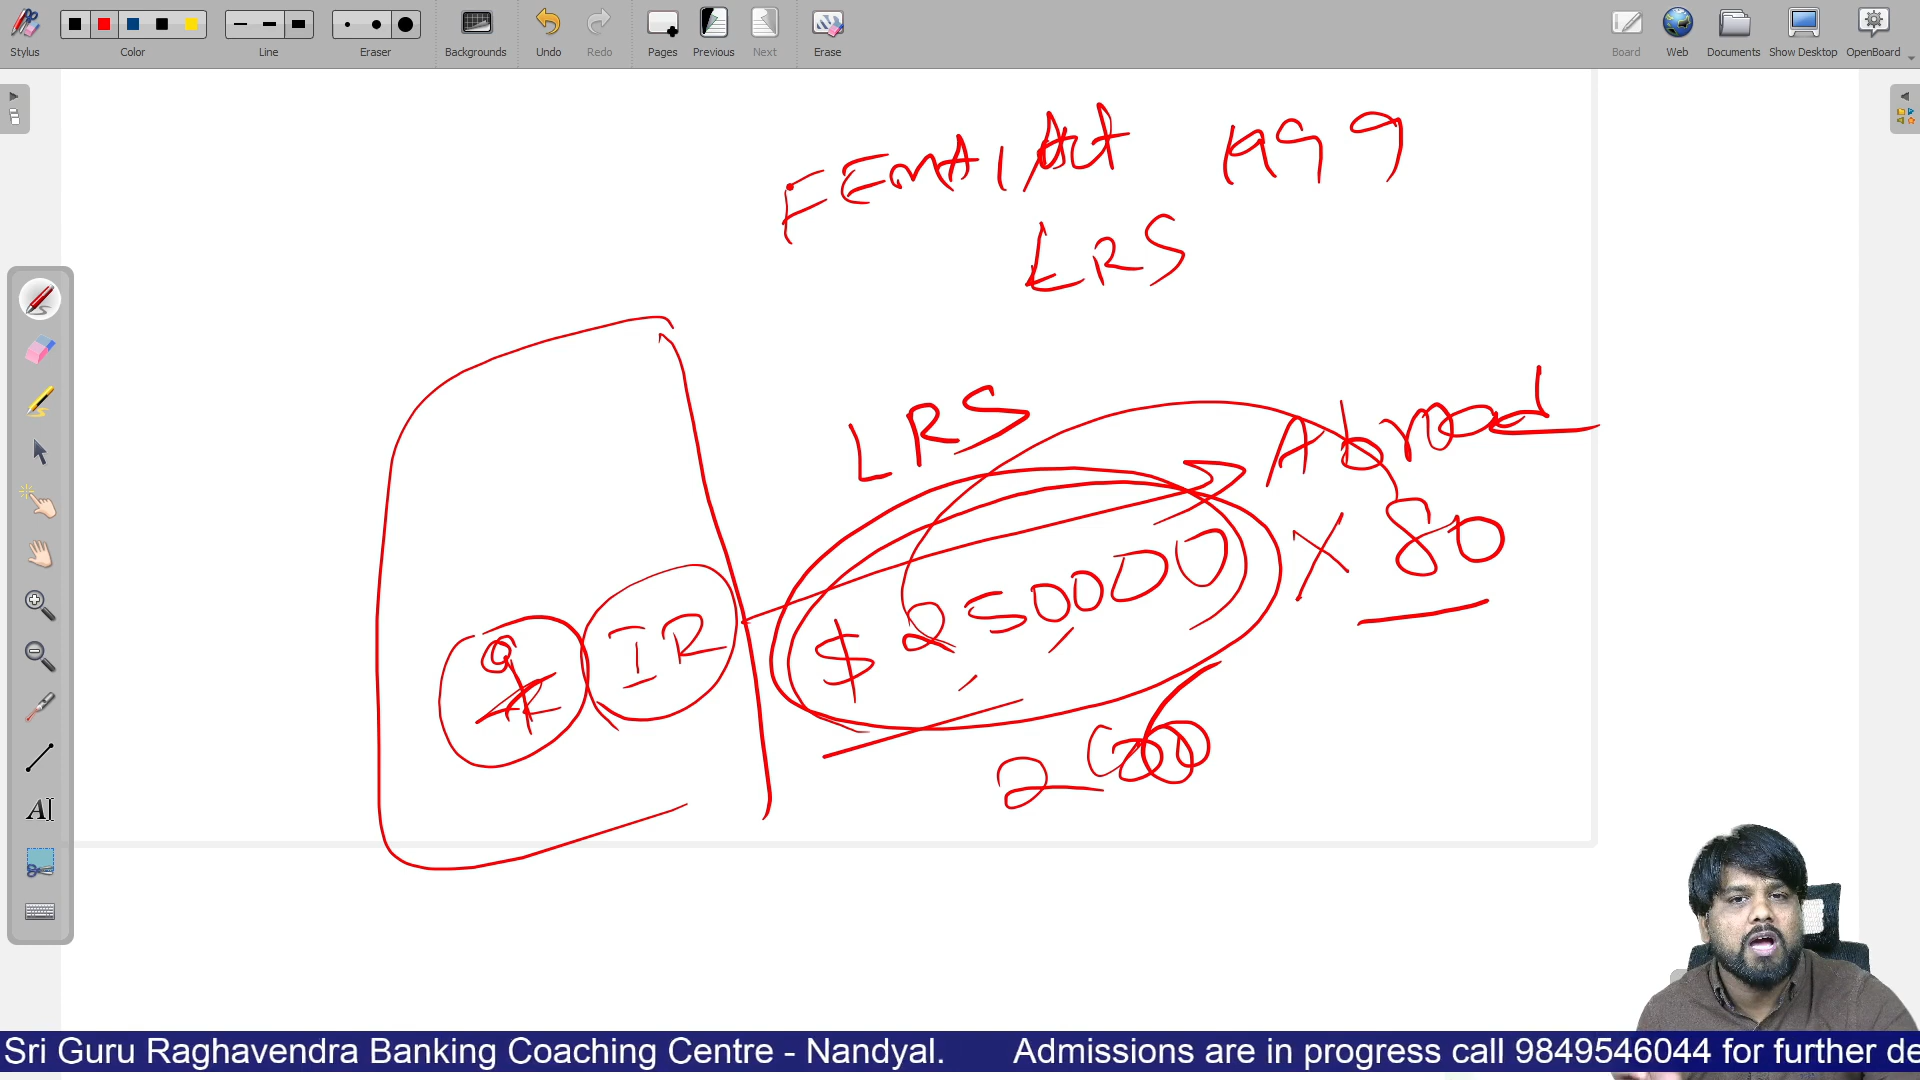 Stylus Color Line Eraser Backgrounds Undo Redo Pages Previous Next Erase Board Web Documents Show Desktop OpenBoard
FEMA, Act 1999
LRS
LRS Abroad
$ 250000 × 80
IR
2000
Sri Guru Raghavendra Banking Coaching Centre - Nandyal. Admissions are in progress call 9849546044 for further de